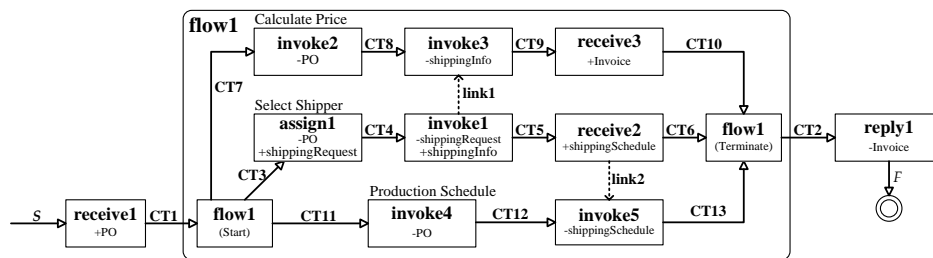 flow1
Calculate Price
invoke2
-PO
CT8
invoke3
-shippingInfo
CT9
receive3
+Invoice
CT10
CT7
link1
Select Shipper
assign1
-PO
+shippingRequest
CT4
invoke1
-shippingRequest
+shippingInfo
CT5
receive2
+shippingSchedule
CT6
flow1
(Terminate)
CT2
reply1
-Invoice
CT3
link2
F
Production Schedule
S
receive1
+PO
CT1
flow1
(Start)
CT11
invoke4
-PO
CT12
invoke5
-shippingSchedule
CT13